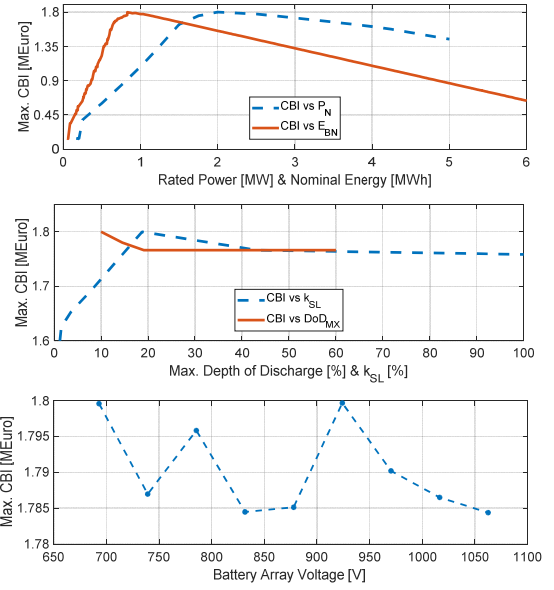 Max. CBI [MEuro]
1.8
1.35
0.9
0.45
0
0 1 2 3 4 5 6
CBI vs P_N
CBI vs E_BN
Rated Power [MW] & Nominal Energy [MWh]
Max. CBI [MEuro]
1.8
1.7
1.6
0 10 20 30 40 50 60 70 80 90 100
CBI vs k_SL
CBI vs DoD_MX
Max. Depth of Discharge [%] & k_SL [%]
Max. CBI [MEuro]
1.8
1.795
1.79
1.785
1.78
650 700 750 800 850 900 950 1000 1050 1100
Battery Array Voltage [V]